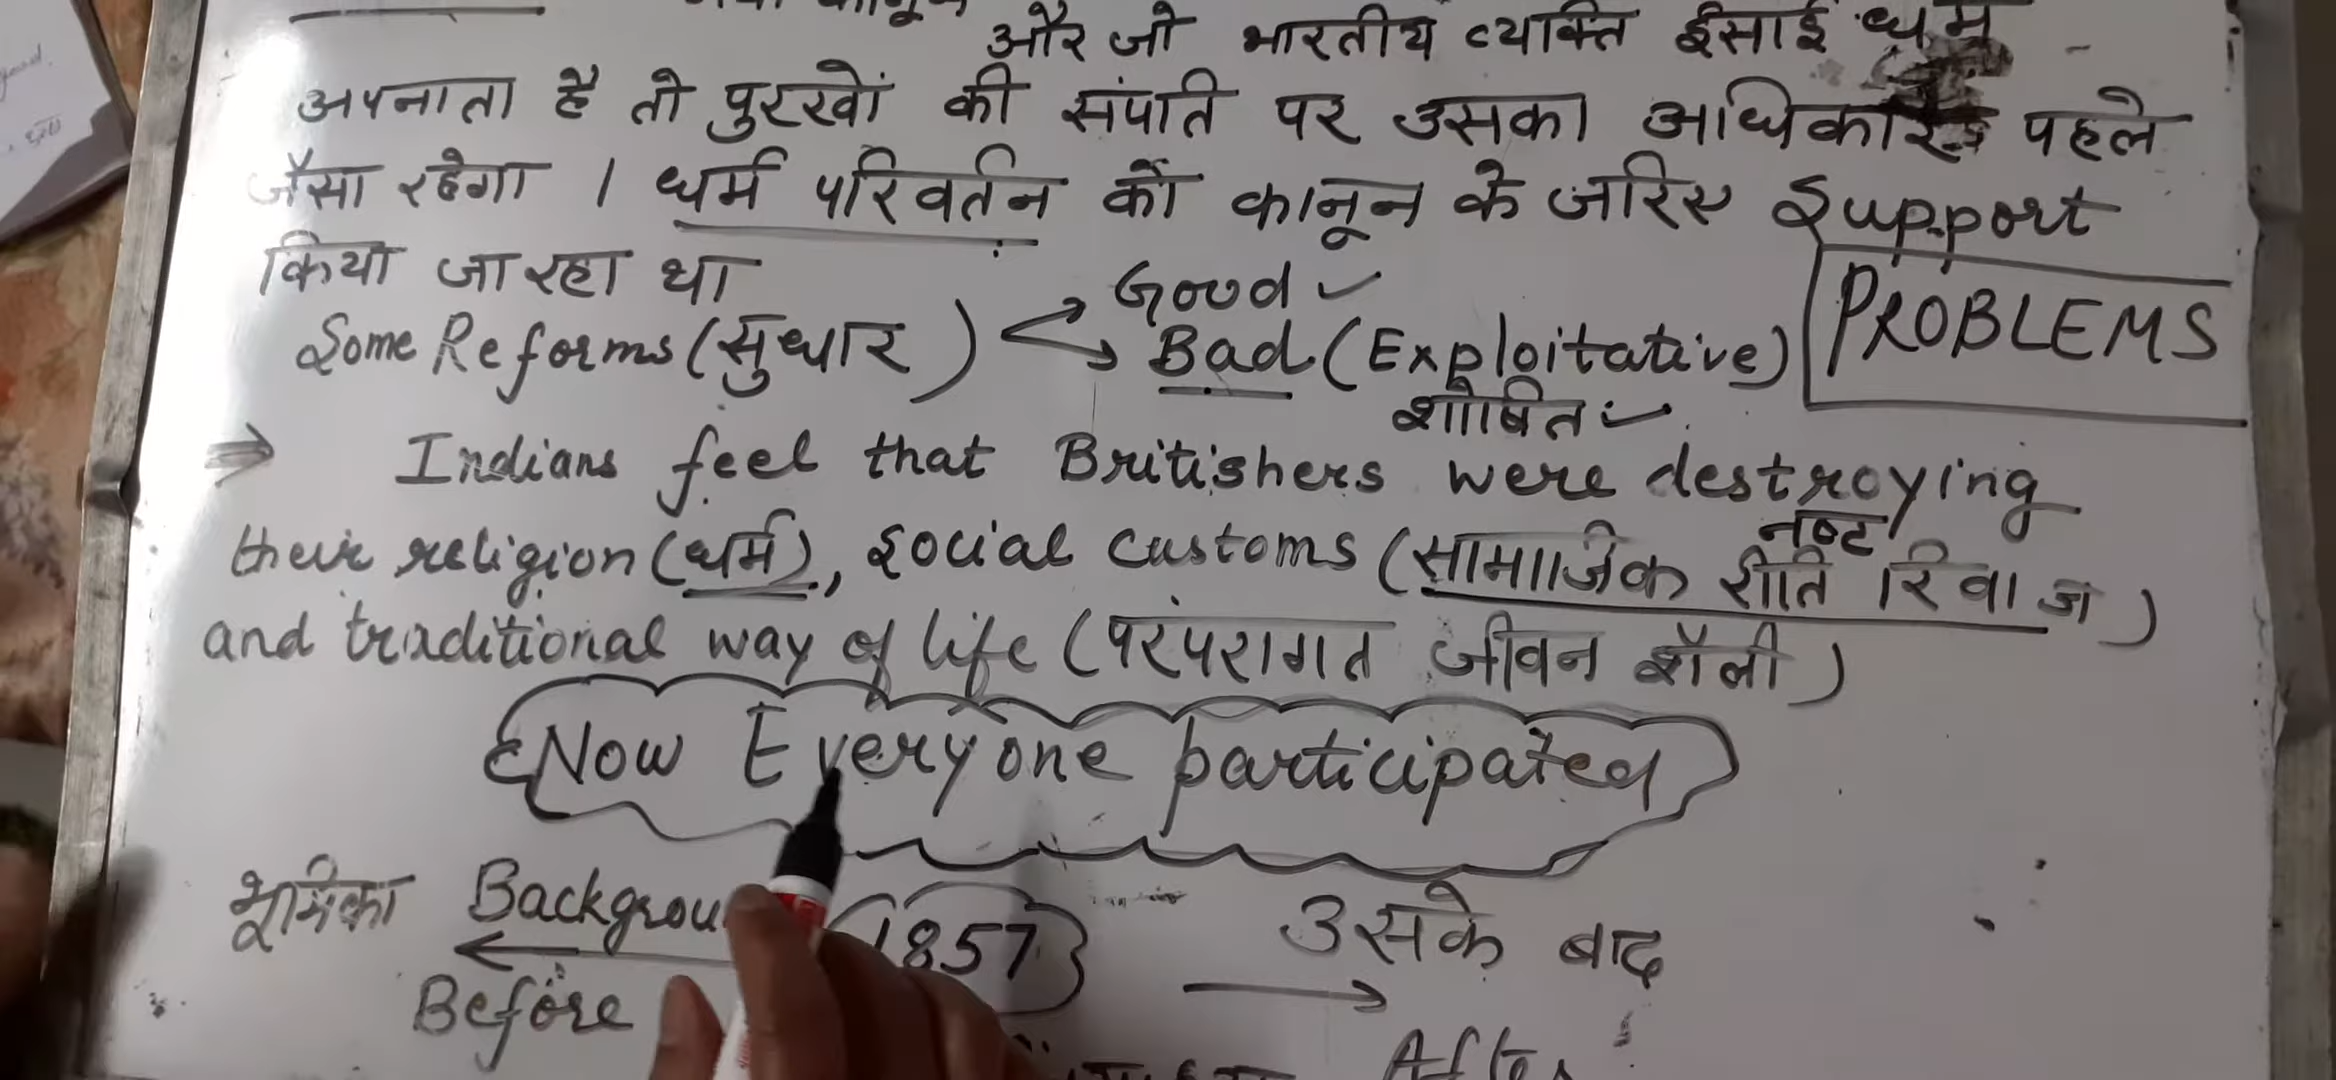 और जो भारतीय व्यक्ति ईसाई धर्म
अपनाता है तो पुरखों की संपति पर उसका अधिकार पहले
जैसा रहेगा । धर्म परिवर्तन को कानून के जरिए Support
किया जा रहा था
Good
Some Reforms (सुधार) Bad (Exploitative)
PROBLEMS
शोषित
⇒ Indians feel that Britishers were destroying
नष्ट
their religion (धर्म), social customs (सामाजिक रीति रिवाज)
and traditional way of life (परंपरागत जीवन शैली)
Now Everyone participated
भूमिका Backgrou 1857 उसके बाद
Before